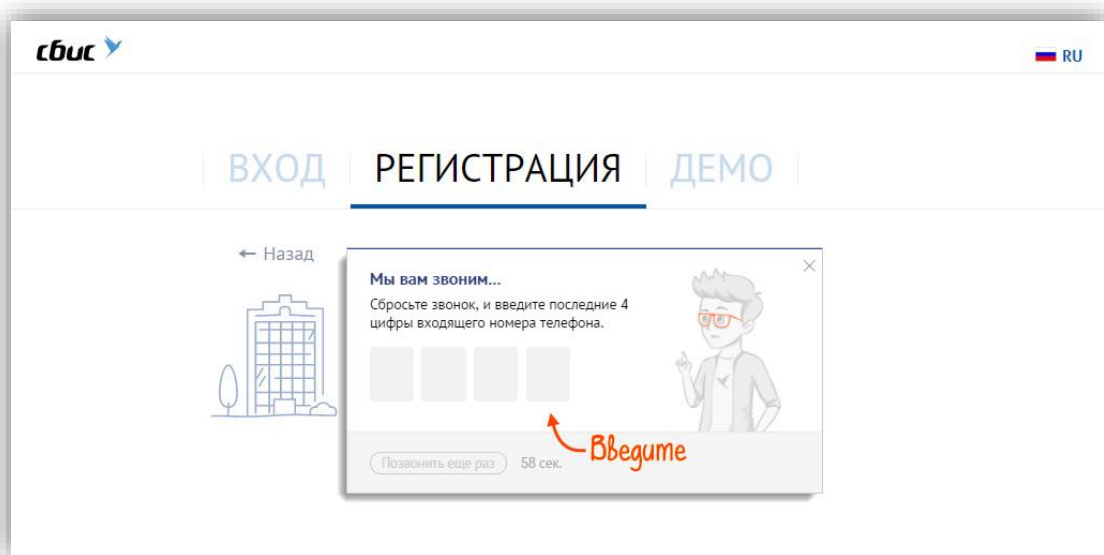 сбис
RU
ВХОД
РЕГИСТРАЦИЯ
ДЕМО
← Назад
Мы вам звоним...
Сбросьте звонок, и введите последние 4
цифры входящего номера телефона.
Введите
Позвонить еще раз
58 сек.